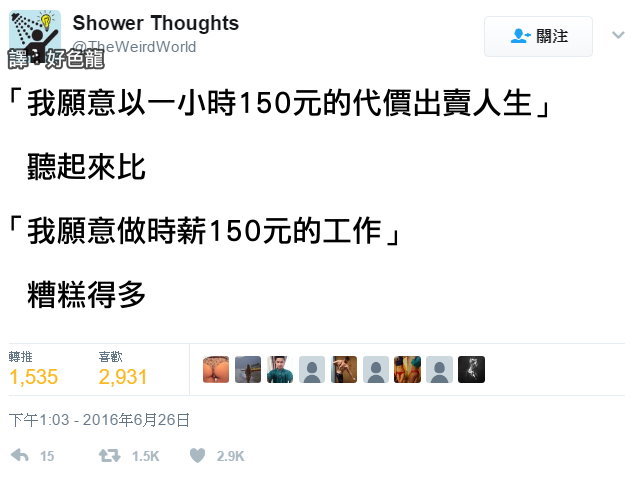 Shower Thoughts
@TheWeirdWorld
譯：好色龍
關注
「我願意以一小時150元的代價出賣人生」
聽起來比
「我願意做時薪150元的工作」
糟糕得多
轉推 喜歡
1,535 2,931
下午1:03 - 2016年6月26日
15 1.5K 2.9K